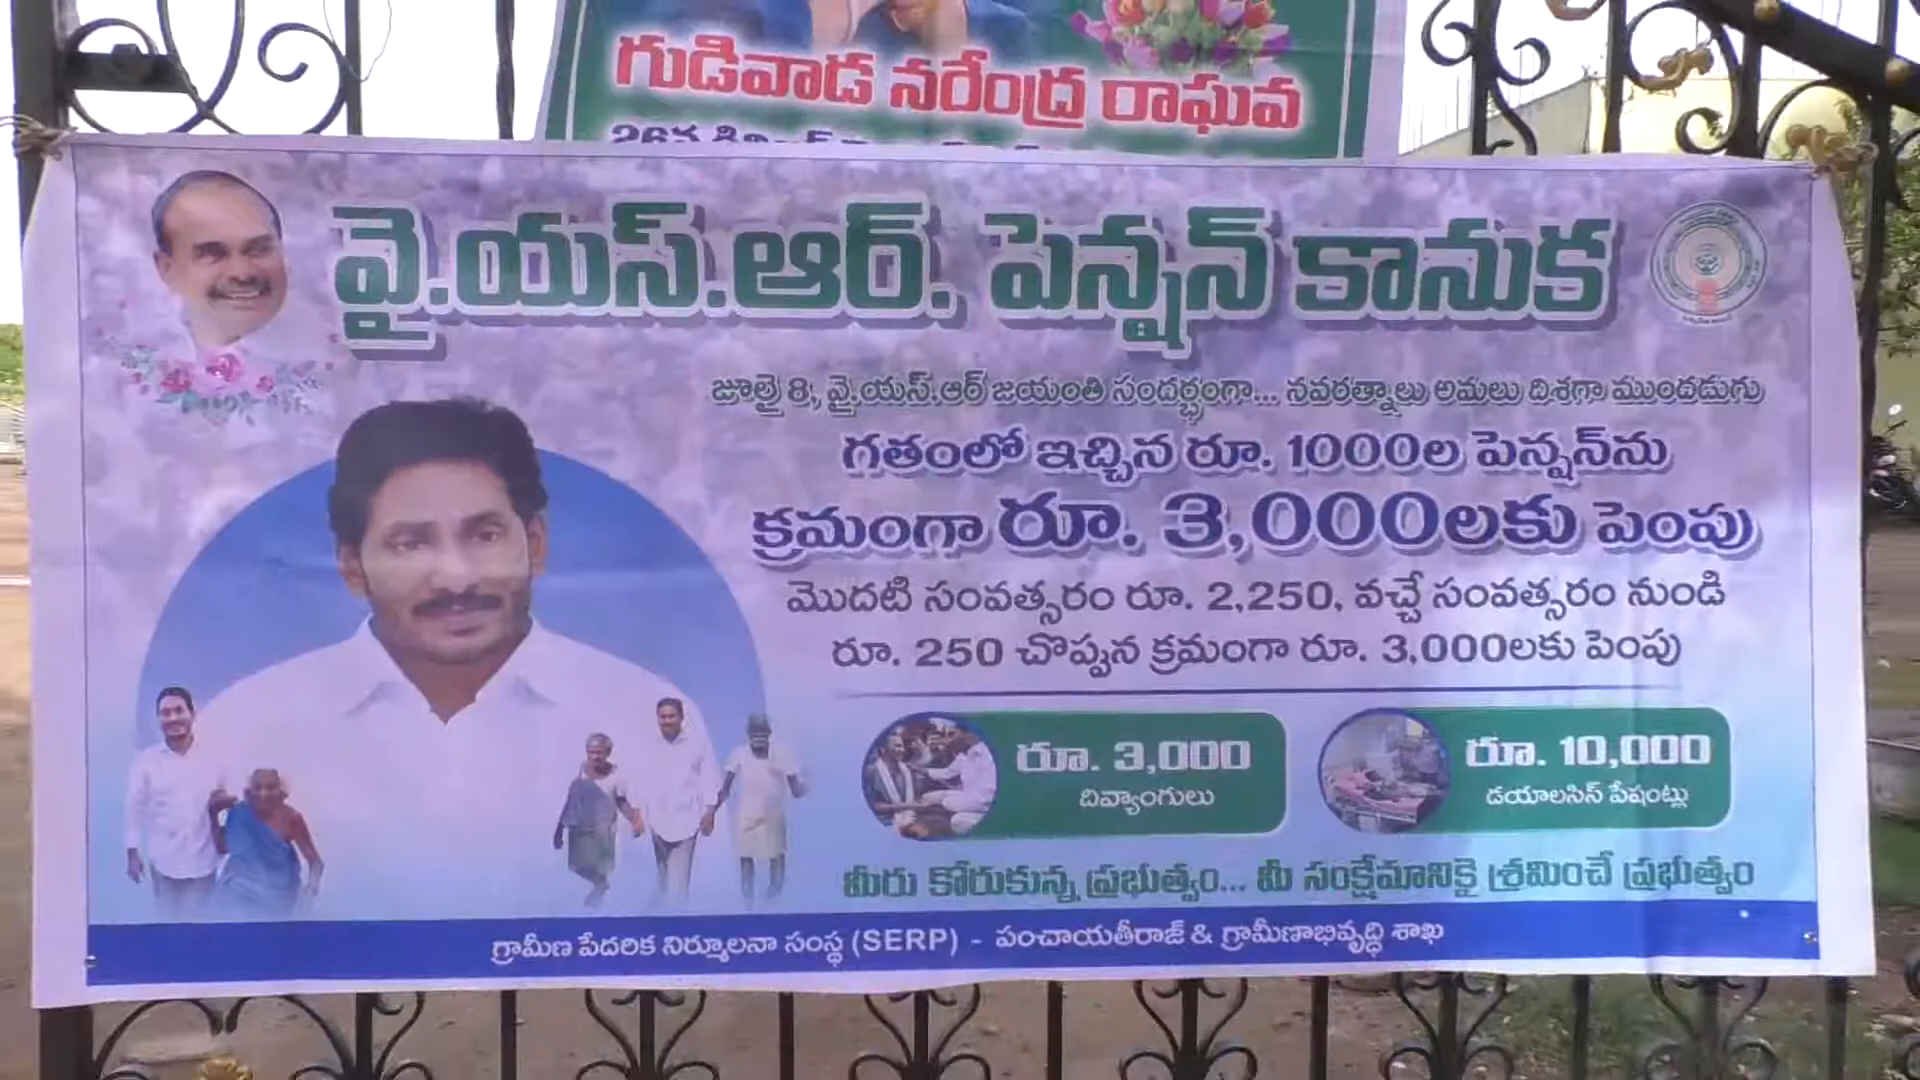 గుడివాడ నరేంద్ర రాఘవ
26వ
వై.యస్.ఆర్. పెన్షన్ కానుక
జూలై 8, వై.యస్.ఆర్ జయంతి సందర్భంగా... నవరత్నాలు అమలు దిశగా ముందడుగు
గతంలో ఇచ్చిన రూ. 1000ల పెన్షన్‌ను
క్రమంగా రూ. 3,000లకు పెంపు
మొదటి సంవత్సరం రూ. 2,250, వచ్చే సంవత్సరం నుండి
రూ. 250 చొప్పున క్రమంగా రూ. 3,000లకు పెంపు
రూ. 3,000
దివ్యాంగులు
రూ. 10,000
డయాలసిస్ పేషంట్లు
మీరు కోరుకున్న ప్రభుత్వం... మీ సంక్షేమానికై శ్రమించే ప్రభుత్వం
గ్రామీణ పేదరిక నిర్మూలనా సంస్థ (SERP) - పంచాయతీరాజ్ & గ్రామీణాభివృద్ధి శాఖ